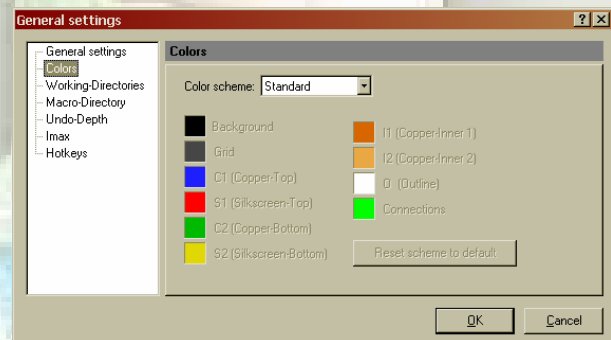 General settings
General settings
Colors
Working-Directories
Macro-Directory
Undo-Depth
Imax
Hotkeys
Colors
Color scheme: Standard
Background
Grid
C1 (Copper-Top)
S1 (Silkscreen-Top)
C2 (Copper-Bottom)
S2 (Silkscreen-Bottom)
I1 (Copper-Inner 1)
I2 (Copper-Inner 2)
O (Outline)
Connections
Reset scheme to default
OK
Cancel